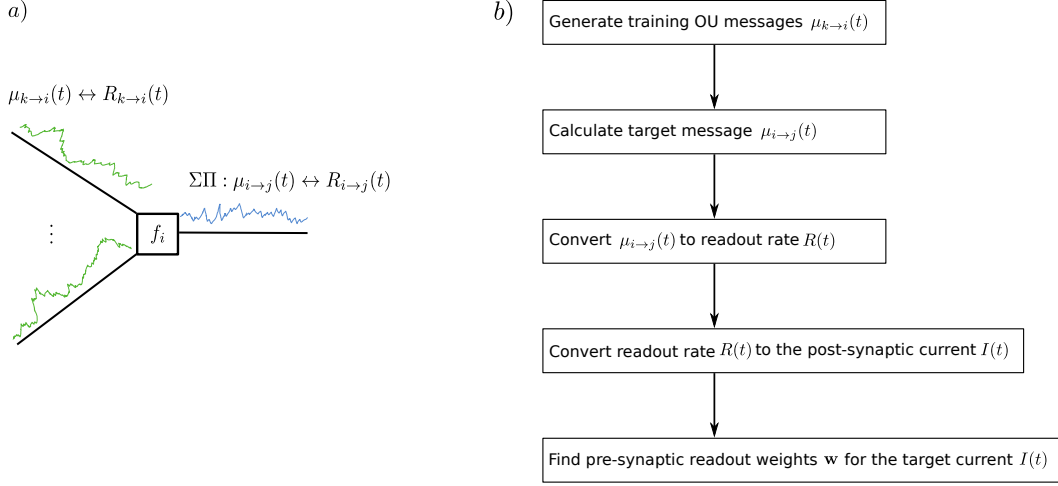 a)
μ_{k→i}(t) ↔ R_{k→i}(t)
ΣΠ : μ_{i→j}(t) ↔ R_{i→j}(t)
⋮
f_i
b)
Generate training OU messages μ_{k→i}(t)
Calculate target message μ_{i→j}(t)
Convert μ_{i→j}(t) to readout rate R(t)
Convert readout rate R(t) to the post-synaptic current I(t)
Find pre-synaptic readout weights w for the target current I(t)